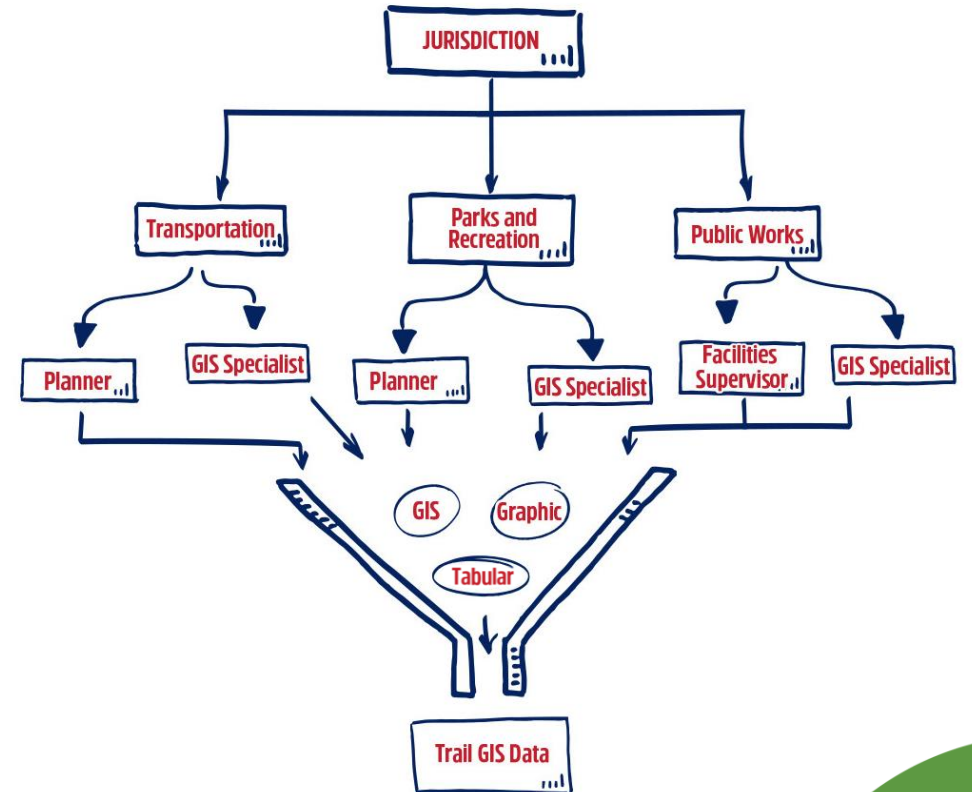 JURISDICTION
Transportation
Parks and
Recreation
Public Works
Planner
GIS Specialist
Planner
GIS Specialist
Facilities
Supervisor
GIS Specialist
GIS
Graphic
Tabular
Trail GIS Data